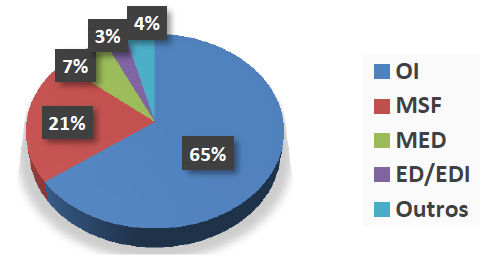 4%
3%
7%
21%
65%
OI
MSF
MED
ED/EDI
Outros